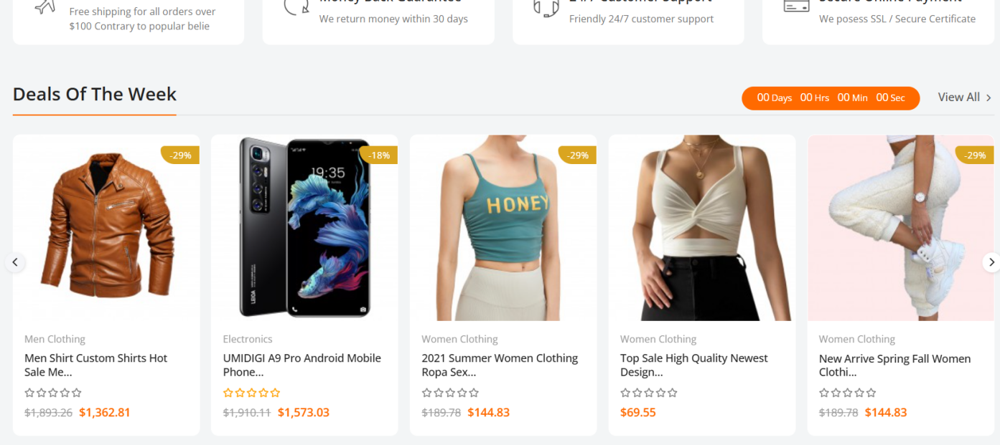 Money Back Guarantee
24/7 Customer Support
Secure Online Payment
Free shipping for all orders over
$100 Contrary to popular belie
We return money within 30 days
Friendly 24/7 customer support
We posess SSL / Secure Certificate
Deals Of The Week
00 Days 00 Hrs 00 Min 00 Sec
View All
-29%
-18%
-29%
-29%
19:35
HONEY
LEIQA
Men Clothing
Men Shirt Custom Shirts Hot
Sale Me...
$1,893.26 $1,362.81
Electronics
UMIDIGI A9 Pro Android Mobile
Phone...
$1,910.11 $1,573.03
Women Clothing
2021 Summer Women Clothing
Ropa Sex...
$189.78 $144.83
Women Clothing
Top Sale High Quality Newest
Design...
$69.55
Women Clothing
New Arrive Spring Fall Women
Clothi...
$189.78 $144.83